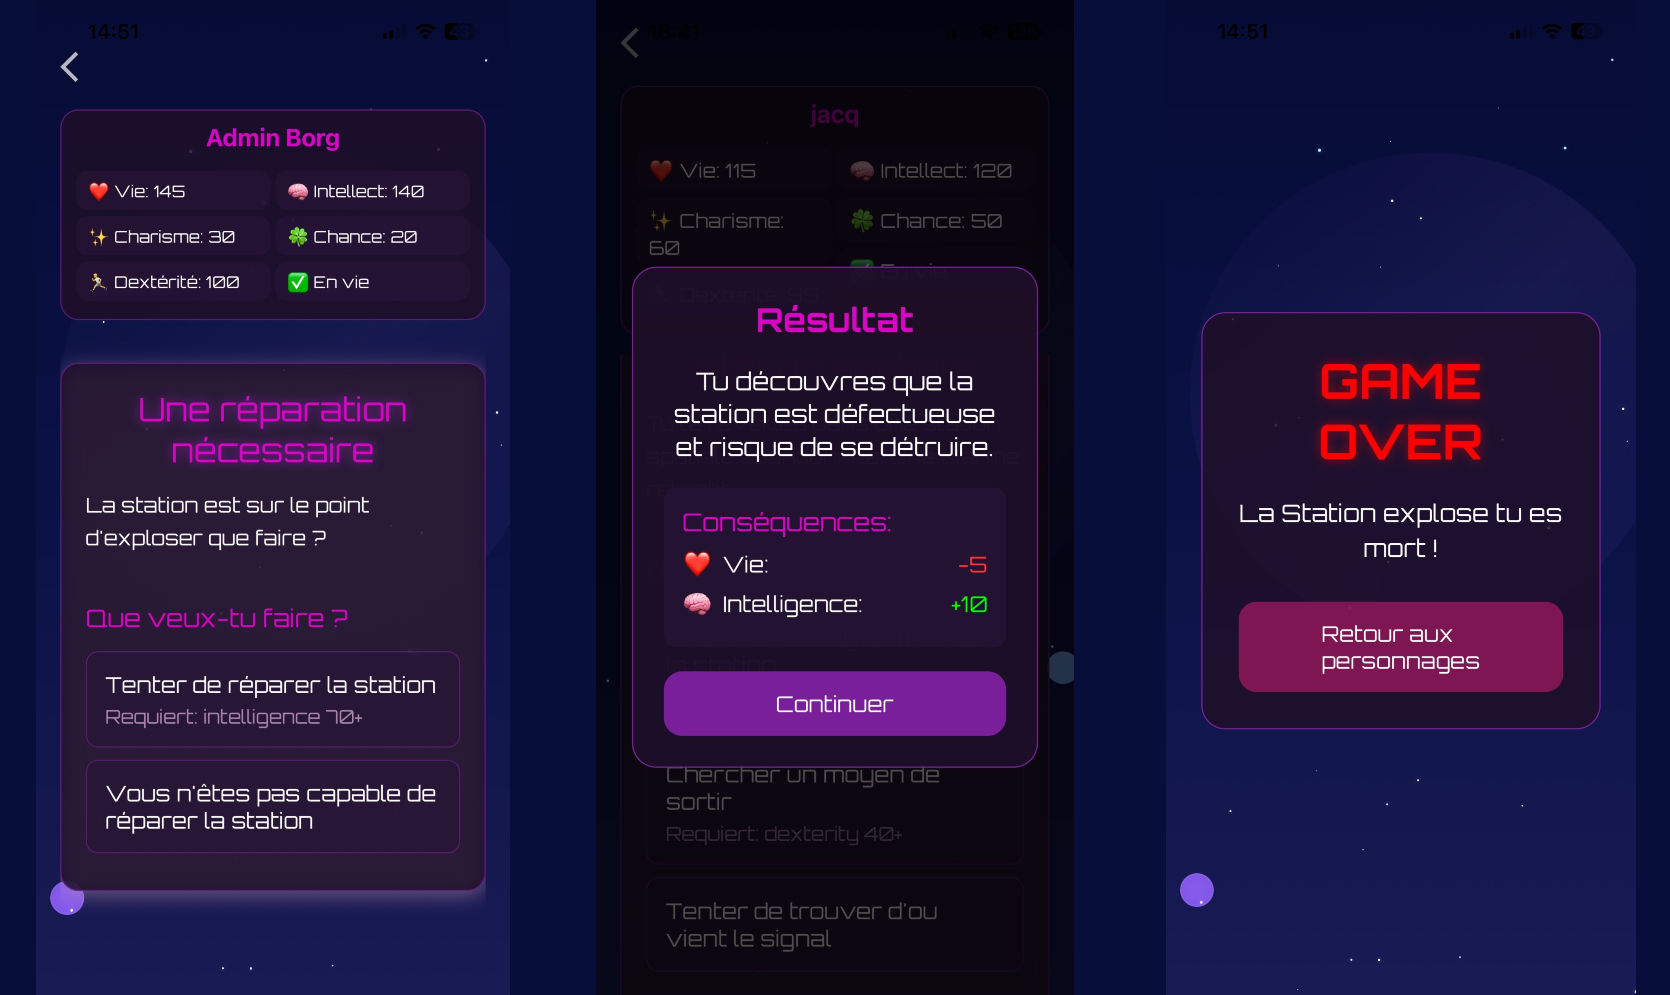 14:51
Admin Borg
Vie: 145
Intellect: 140
Charisme: 30
Chance: 20
Dextérité: 100
En vie
Une réparation
nécessaire
La station est sur le point
d'exploser que faire ?
Que veux-tu faire ?
Tenter de réparer la station
Requiert: intelligence 70+
Vous n'êtes pas capable de
réparer la station
18:41
jacq
Vie: 115
Intellect: 120
Charisme:
60
Chance: 50
En vie
Résultat
Tu découvres que la
station est défectueuse
et risque de se détruire.
Conséquences:
Vie:
-5
Intelligence:
+10
la station
Continuer
Chercher un moyen de
sortir
Requiert: dexterity 40+
Tenter de trouver d'ou
vient le signal
14:51
GAME
OVER
La Station explose tu es
mort !
Retour aux
personnages